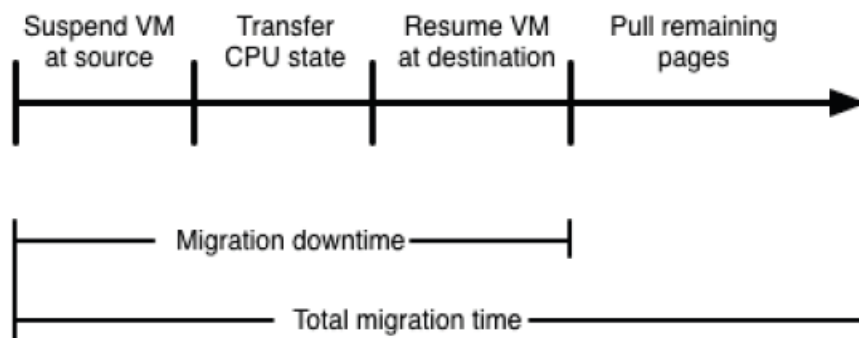 Suspend VM
at source
Transfer
CPU state
Resume VM
at destination
Pull remaining
pages
Migration downtime
Total migration time